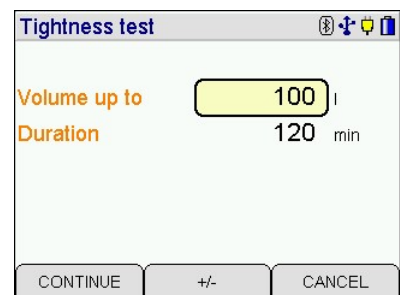 Tightness test
Volume up to 100 l
Duration 120 min
CONTINUE +/- CANCEL